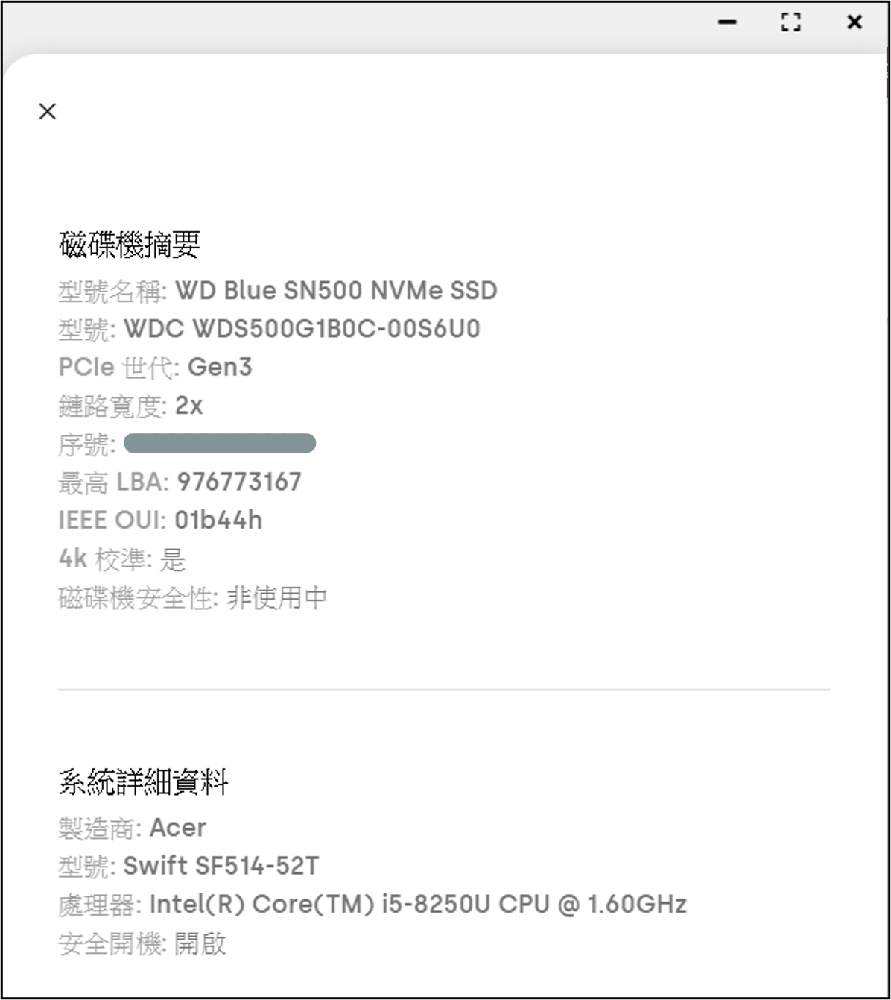 磁碟機摘要
型號名稱: WD Blue SN500 NVMe SSD
型號: WDC WDS500G1B0C-00S6U0
PCIe 世代: Gen3
鏈路寬度: 2x
序號:
最高 LBA: 976773167
IEEE OUI: 01b44h
4k 校準: 是
磁碟機安全性: 非使用中
系統詳細資料
製造商: Acer
型號: Swift SF514-52T
處理器: Intel(R) Core(TM) i5-8250U CPU @ 1.60GHz
安全開機: 開啟